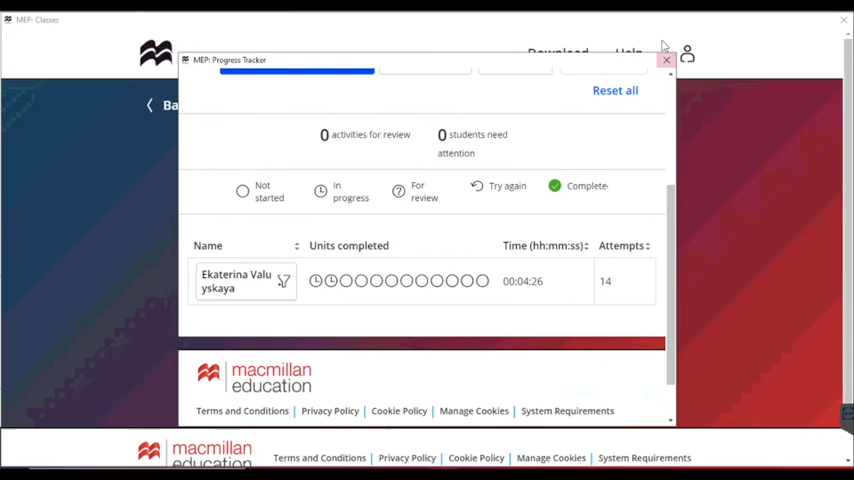 MEP: Classes
Download Help
MEP: Progress Tracker
Reset all
Ba
0 activities for review
0 students need
attention
Not
started
In
progress
For
review
Try again
Complete
Name
Units completed
Time (hh:mm:ss)
Attempts
Ekaterina Valu
yskaya
00:04:26
14
macmillan
education
Terms and Conditions | Privacy Policy | Cookie Policy | Manage Cookies | System Requirements
macmillan
education
Terms and Conditions | Privacy Policy | Cookie Policy | Manage Cookies | System Requirements